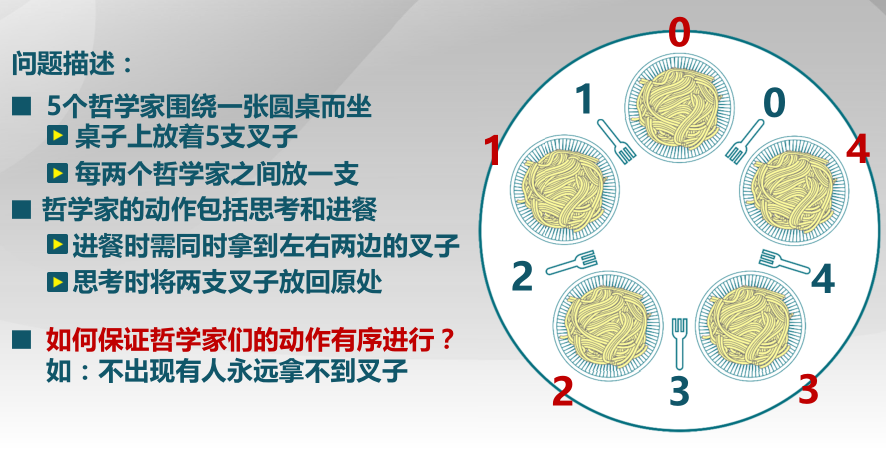 问题描述：
5个哲学家围绕一张圆桌而坐
桌子上放着5支叉子
每两个哲学家之间放一支
哲学家的动作包括思考和进餐
进餐时需同时拿到左右两边的叉子
思考时将两支叉子放回原处
如何保证哲学家们的动作有序进行？
如：不出现有人永远拿不到叉子
0
1
0
1
4
2
4
3
2
3